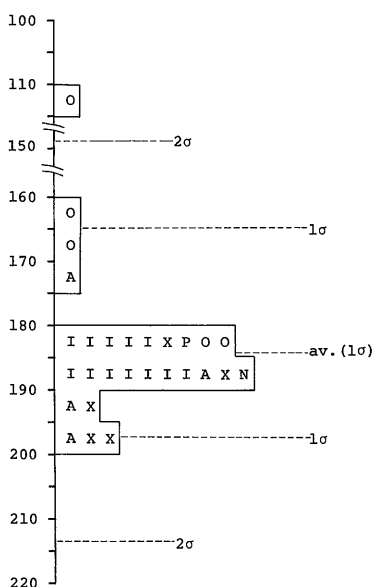 100
110
O
150
2σ
160
O
1σ
O
170
A
180
I I I I I X P O O
av.(1σ)
I I I I I I I A X N
190
A X
A X X
1σ
200
210
2σ
220